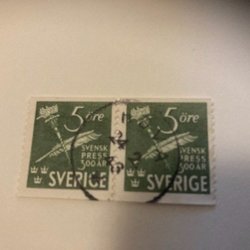 5 öre 5 öre
SVENSK SVENSK
PRESS PRESS
300 ÅR 300 ÅR
SVERIGE SVERIGE